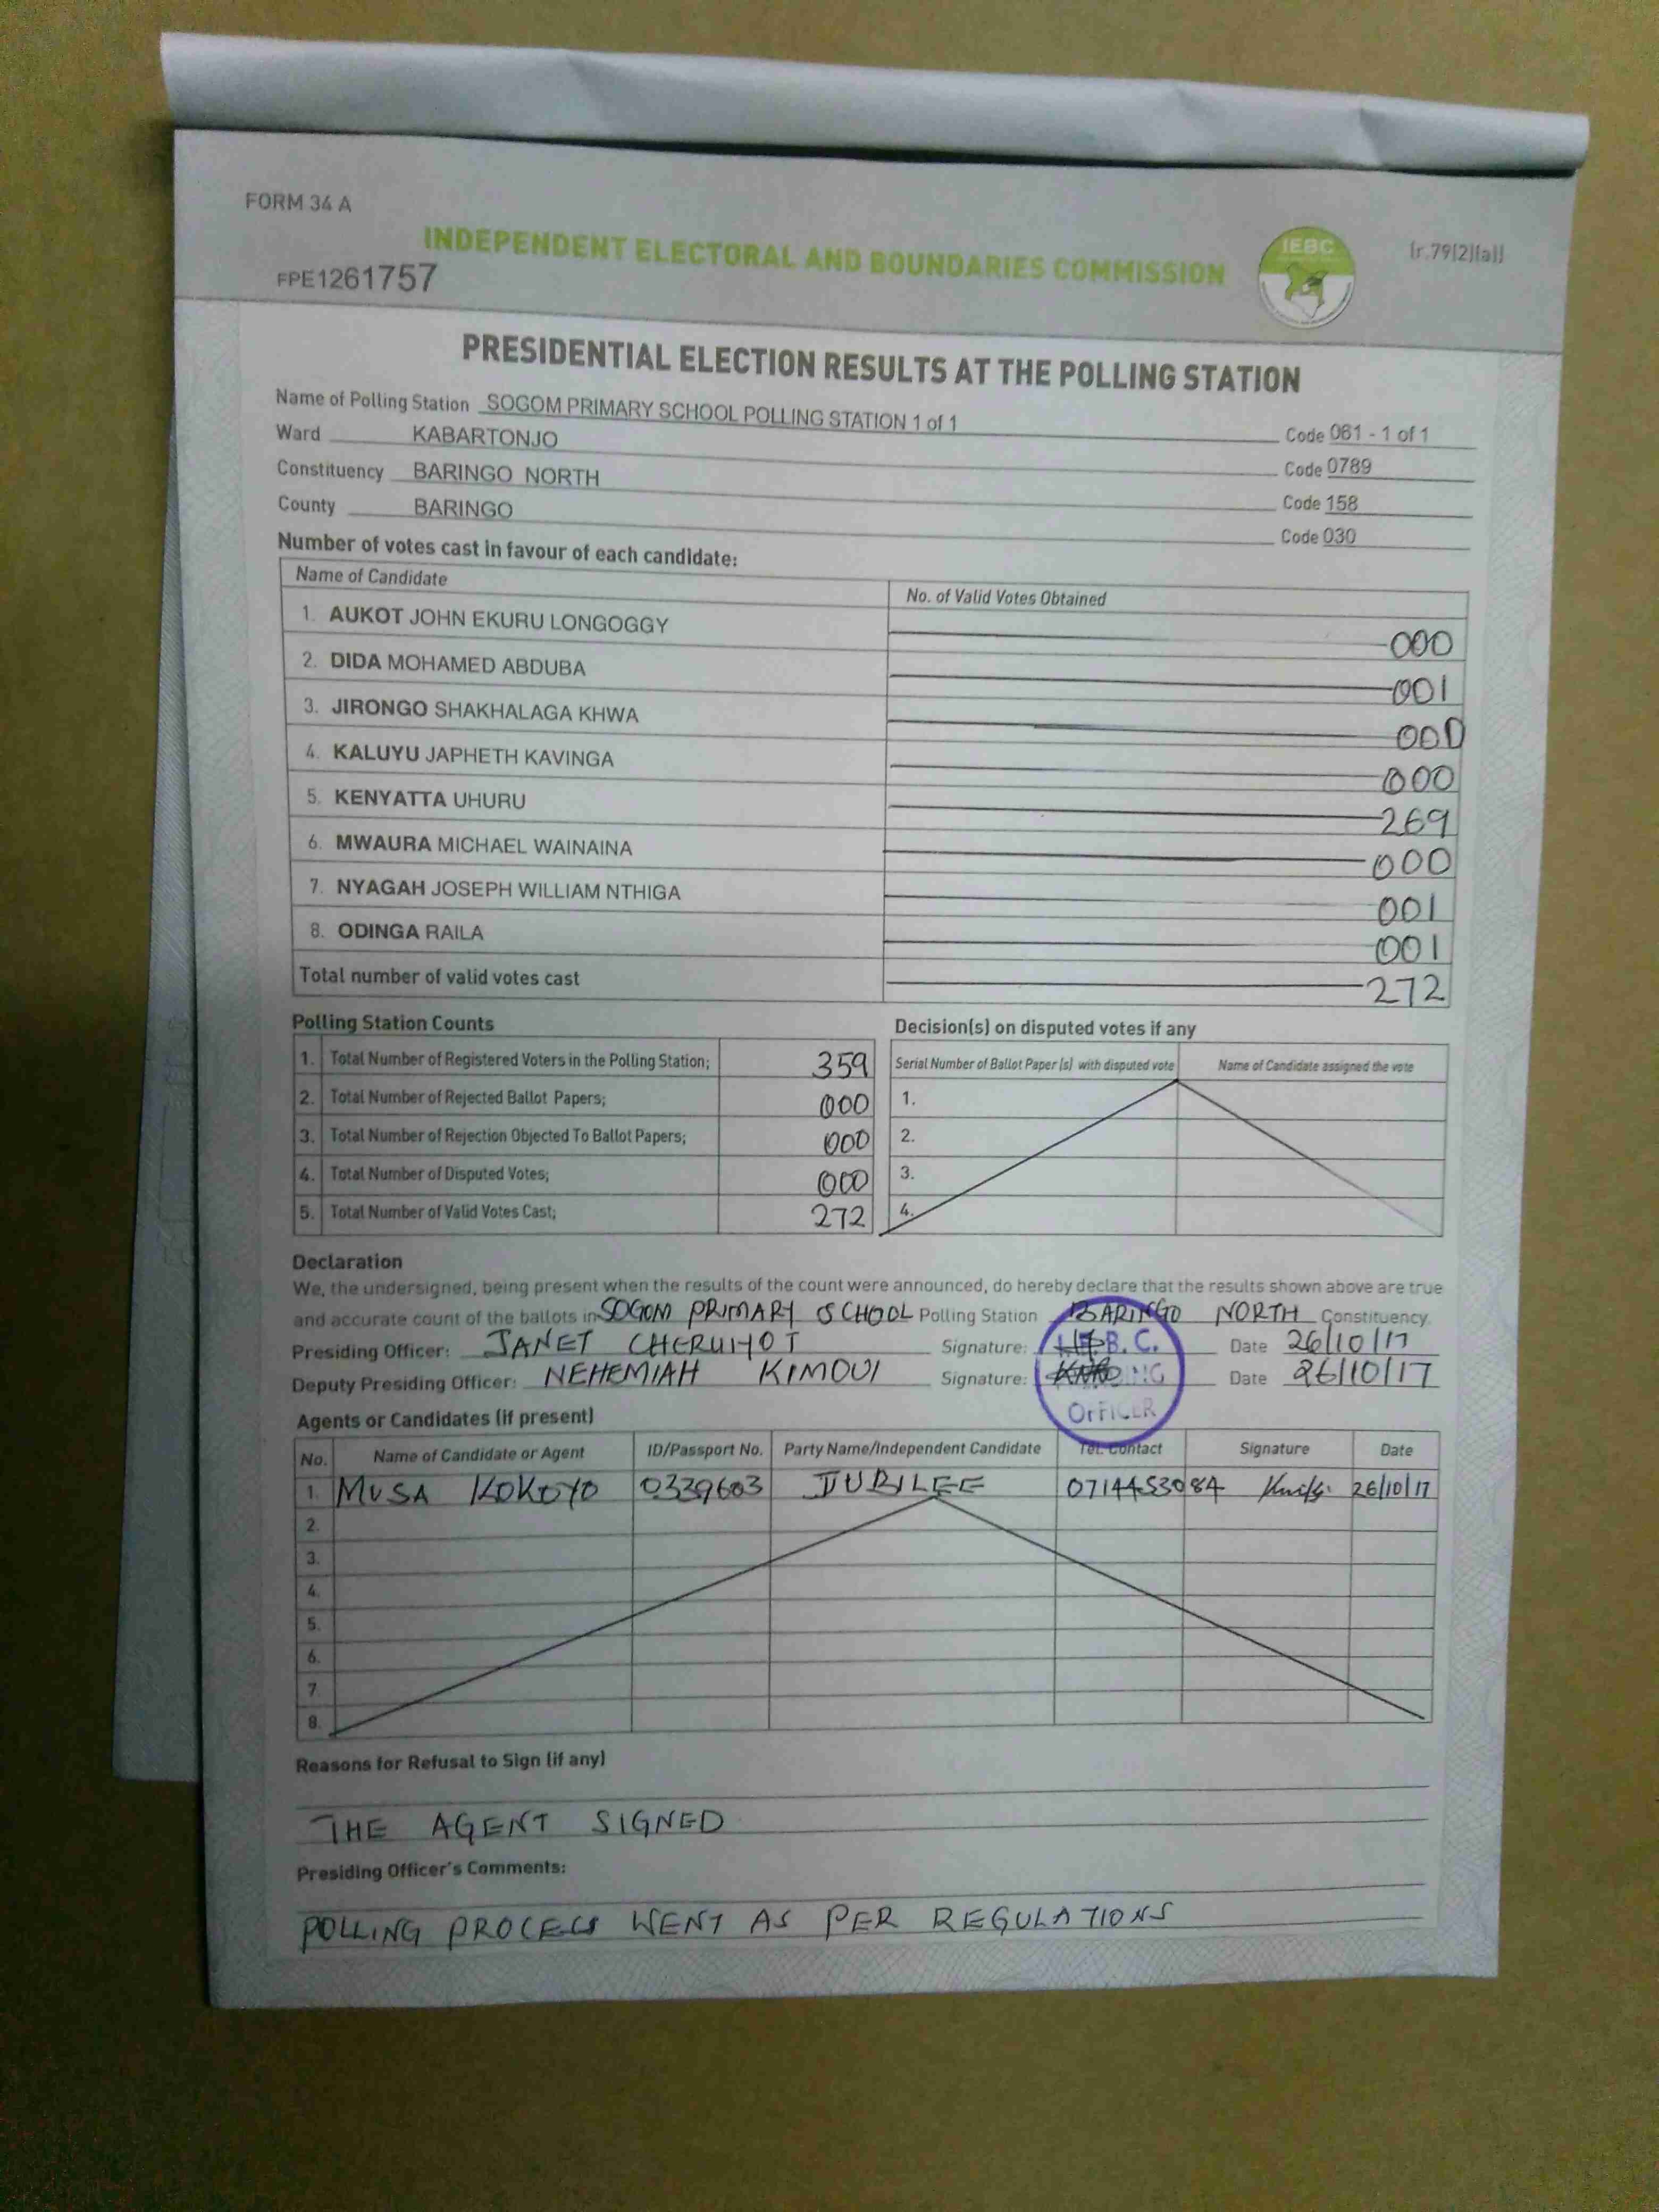 FORM 34 A
INDEPENDENT ELECTORAL AND BOUNDARIES COMMISSION
IEBC
(r.79(2)(a))
FPE1261757
PRESIDENTIAL ELECTION RESULTS AT THE POLLING STATION
Name of Polling Station SOGOM PRIMARY SCHOOL POLLING STATION 1 of 1 Code 061 - 1 of 1
Ward KABARTONJO Code 0789
Constituency BARINGO NORTH Code 158
County BARINGO Code 030
Number of votes cast in favour of each candidate:
Name of Candidate No. of Valid Votes Obtained
1. AUKOT JOHN EKURU LONGOGGY 000
2. DIDA MOHAMED ABDUBA 001
3. JIRONGO SHAKHALAGA KHWA 000
4. KALUYU JAPHETH KAVINGA 000
5. KENYATTA UHURU 269
6. MWAURA MICHAEL WAINAINA 000
7. NYAGAH JOSEPH WILLIAM NTHIGA 001
8. ODINGA RAILA 001
Total number of valid votes cast 272
Polling Station Counts
1. Total Number of Registered Voters in the Polling Station; 359
2. Total Number of Rejected Ballot Papers; 000
3. Total Number of Rejection Objected To Ballot Papers; 000
4. Total Number of Disputed Votes; 000
5. Total Number of Valid Votes Cast; 272
Decision(s) on disputed votes if any
Serial Number of Ballot Paper (s) with disputed vote Name of Candidate assigned the vote
1.
2.
3.
4.
Declaration
We, the undersigned, being present when the results of the count were announced, do hereby declare that the results shown above are true
and accurate count of the ballots in SOGOM PRIMARY SCHOOL Polling Station BARINGO NORTH Constituency.
Presiding Officer: JANET CHERUIYOT Signature: Date 26/10/17
Deputy Presiding Officer: NEHEMIAH KIMOUI Signature: Date 26/10/17
I.E.B.C.
OFFICER
Agents or Candidates (if present)
No. Name of Candidate or Agent ID/Passport No. Party Name/Independent Candidate Tel. Contact Signature Date
1. MUSA KOKOYO 0339603 JUBILEE 0714453084 26/10/17
2.
3.
4.
5.
6.
7.
8.
Reasons for Refusal to Sign (if any)
THE AGENT SIGNED
Presiding Officer's Comments:
POLLING PROCESS WENT AS PER REGULATIONS